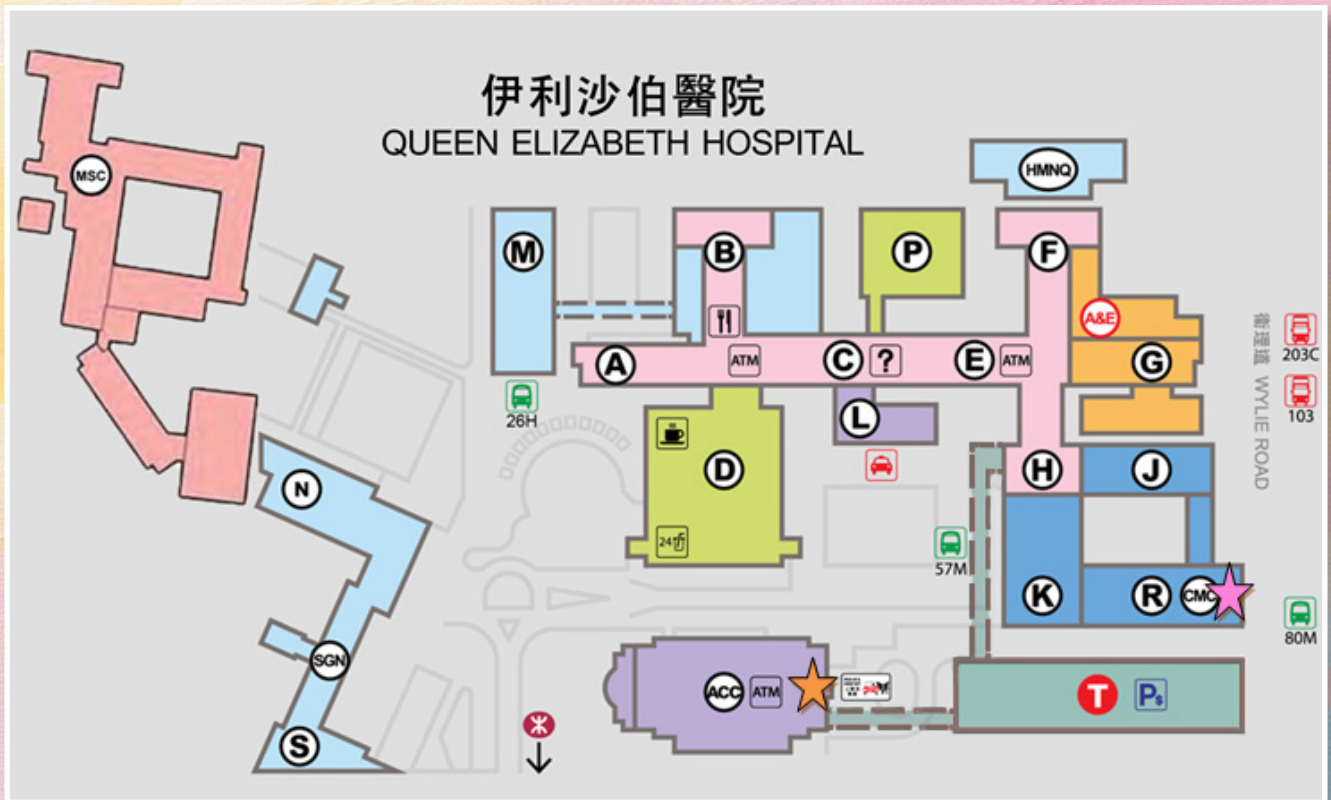 伊利沙伯醫院
QUEEN ELIZABETH HOSPITAL
MSC
HMNQ
M
B
P
F
A&E
衛理道 WYLIE ROAD
203C
A
ATM
C
?
E
ATM
G
26H
103
L
D
H
J
N
24
57M
K
R
CMC
80M
SGN
ACC
ATM
T
P$
S